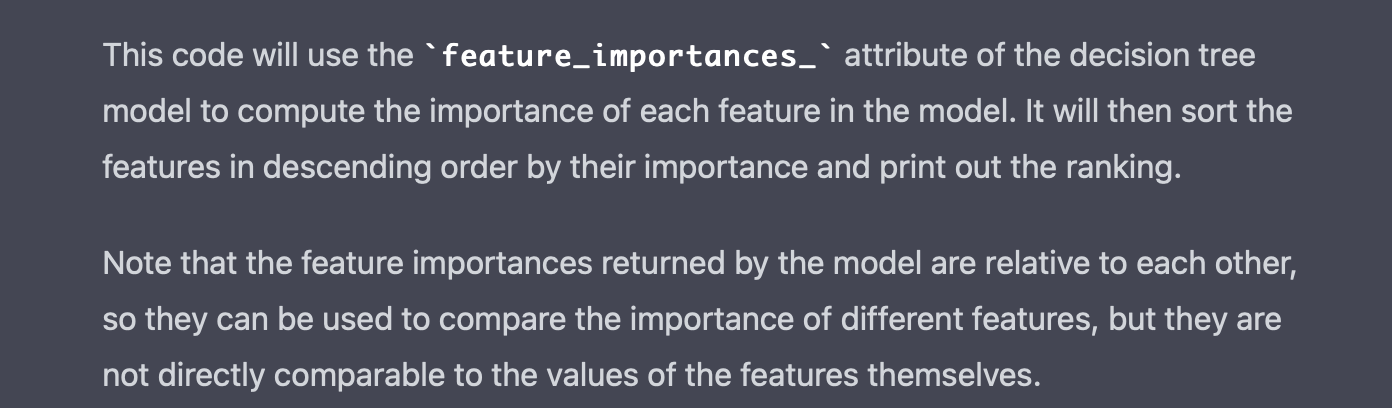 This code will use the `feature_importances_` attribute of the decision tree
model to compute the importance of each feature in the model. It will then sort the
features in descending order by their importance and print out the ranking.
Note that the feature importances returned by the model are relative to each other,
so they can be used to compare the importance of different features, but they are
not directly comparable to the values of the features themselves.